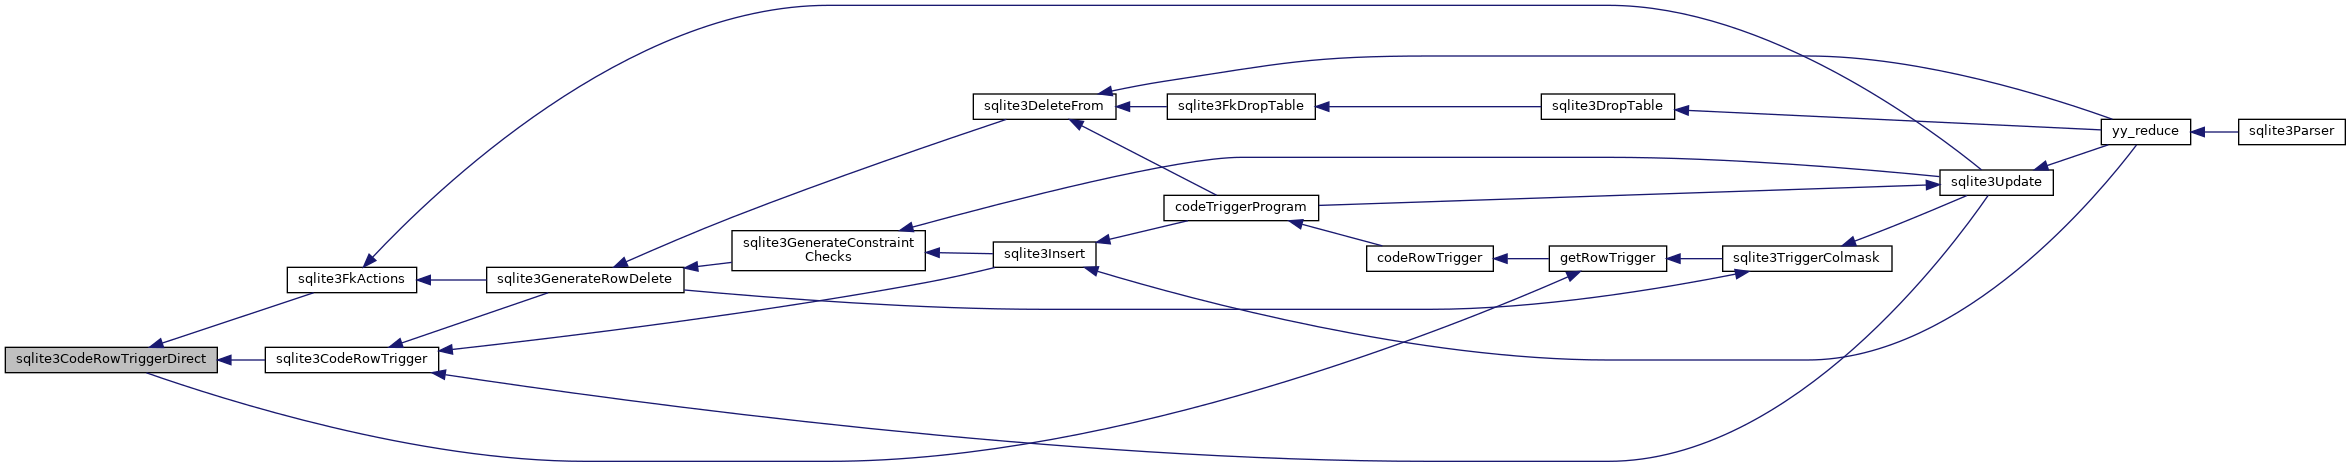 sqlite3DeleteFrom
sqlite3FkDropTable
sqlite3DropTable
yy_reduce
sqlite3Parser
sqlite3Update
codeTriggerProgram
sqlite3GenerateConstraint
Checks
sqlite3Insert
codeRowTrigger
getRowTrigger
sqlite3TriggerColmask
sqlite3FkActions
sqlite3GenerateRowDelete
sqlite3CodeRowTriggerDirect
sqlite3CodeRowTrigger